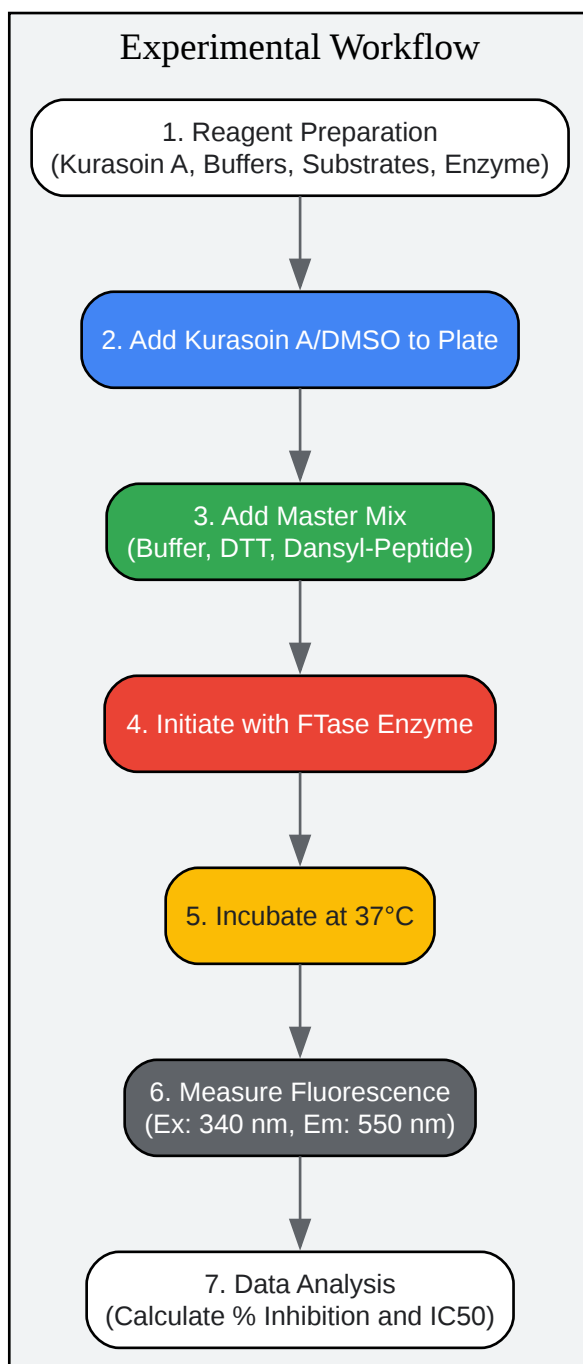 Experimental Workflow
1. Reagent Preparation
(Kurasoin A, Buffers, Substrates, Enzyme)
2. Add Kurasoin A/DMSO to Plate
3. Add Master Mix
(Buffer, DTT, Dansyl-Peptide)
4. Initiate with FTase Enzyme
5. Incubate at 37°C
6. Measure Fluorescence
(Ex: 340 nm, Em: 550 nm)
7. Data Analysis
(Calculate % Inhibition and IC50)